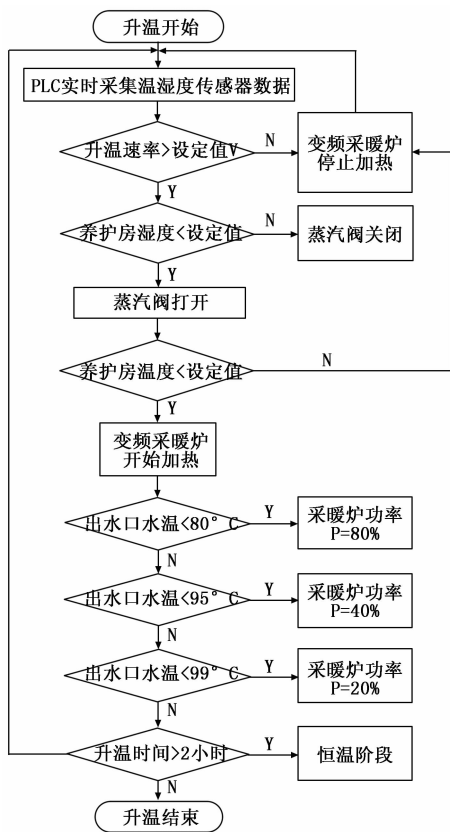 升温开始
PLC实时采集温湿度传感器数据
升温速率>设定值V
N
变频采暖炉
停止加热
Y
养护房湿度<设定值
N
蒸汽阀关闭
Y
蒸汽阀打开
养护房温度<设定值
N
Y
变频采暖炉
开始加热
出水口水温<80°C
Y
采暖炉功率
P=80%
N
出水口水温<95°C
Y
采暖炉功率
P=40%
N
出水口水温<99°C
Y
采暖炉功率
P=20%
N
升温时间>2小时
Y
恒温阶段
N
升温结束